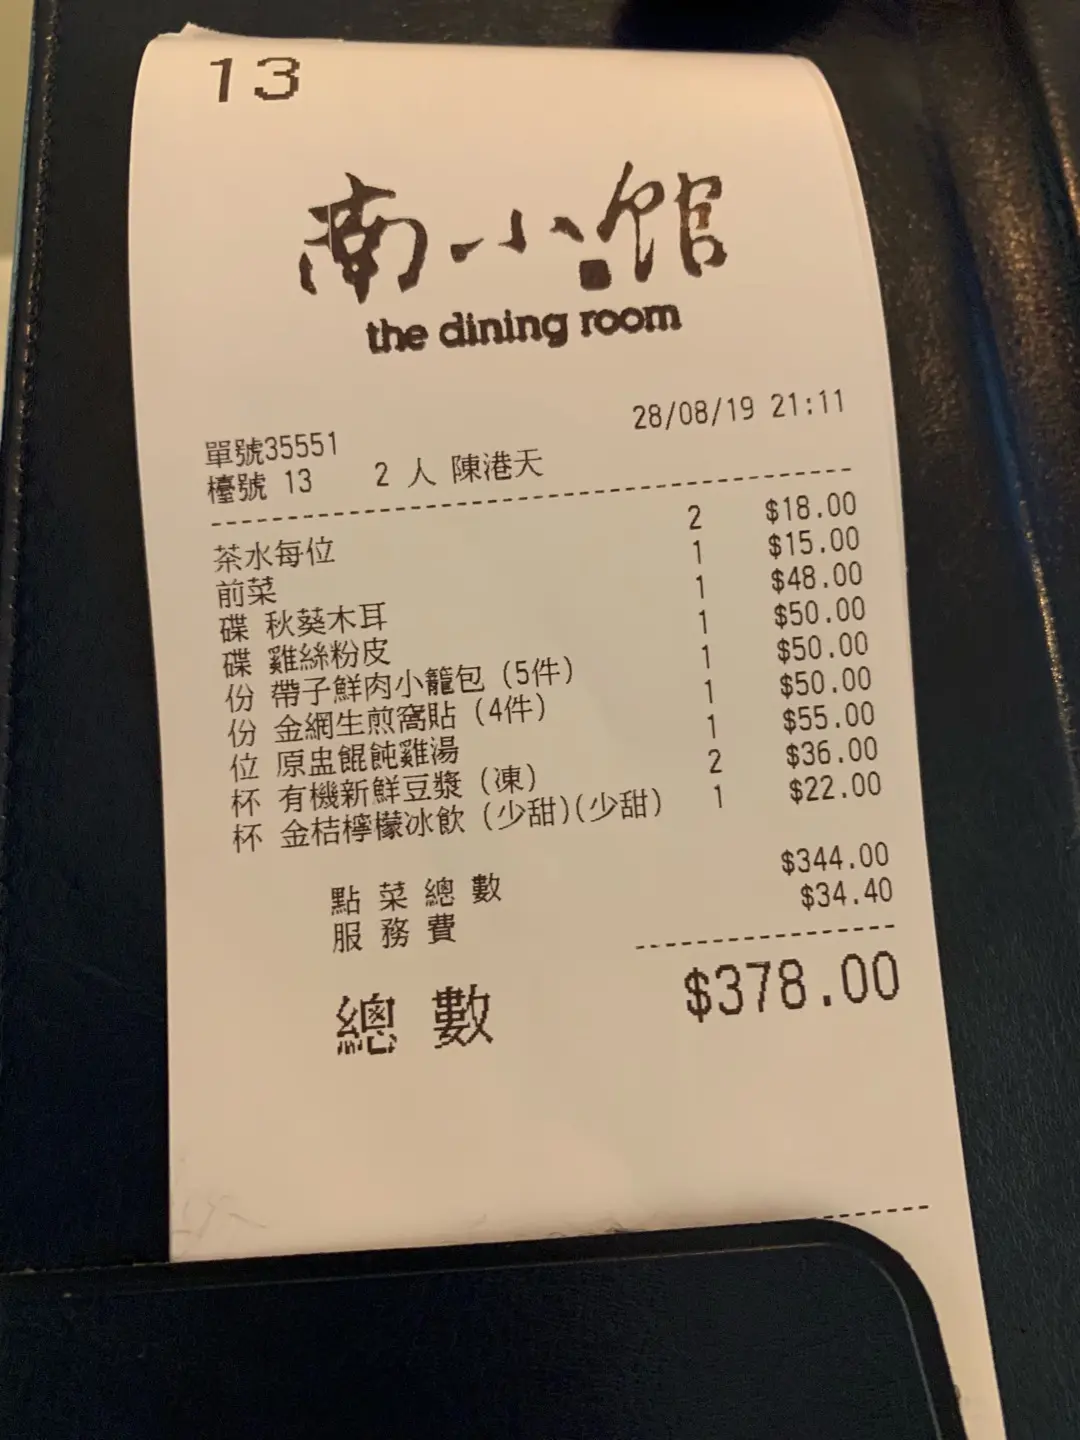 13
南小館
the dining room
28/08/19 21:11
單號35551
檯號 13 2 人 陳港天
茶水每位 2 $18.00
前菜 1 $15.00
碟 秋葵木耳 1 $48.00
碟 雞絲粉皮 1 $50.00
份 帶子鮮肉小籠包 (5件) 1 $50.00
份 金網生煎窩貼 (4件) 1 $50.00
位 原盅餛飩雞湯 1 $55.00
杯 有機新鮮豆漿 (凍) 2 $36.00
杯 金桔檸檬冰飲 (少甜)(少甜) 1 $22.00
點菜總數 $344.00
服務費 $34.40
總數 $378.00